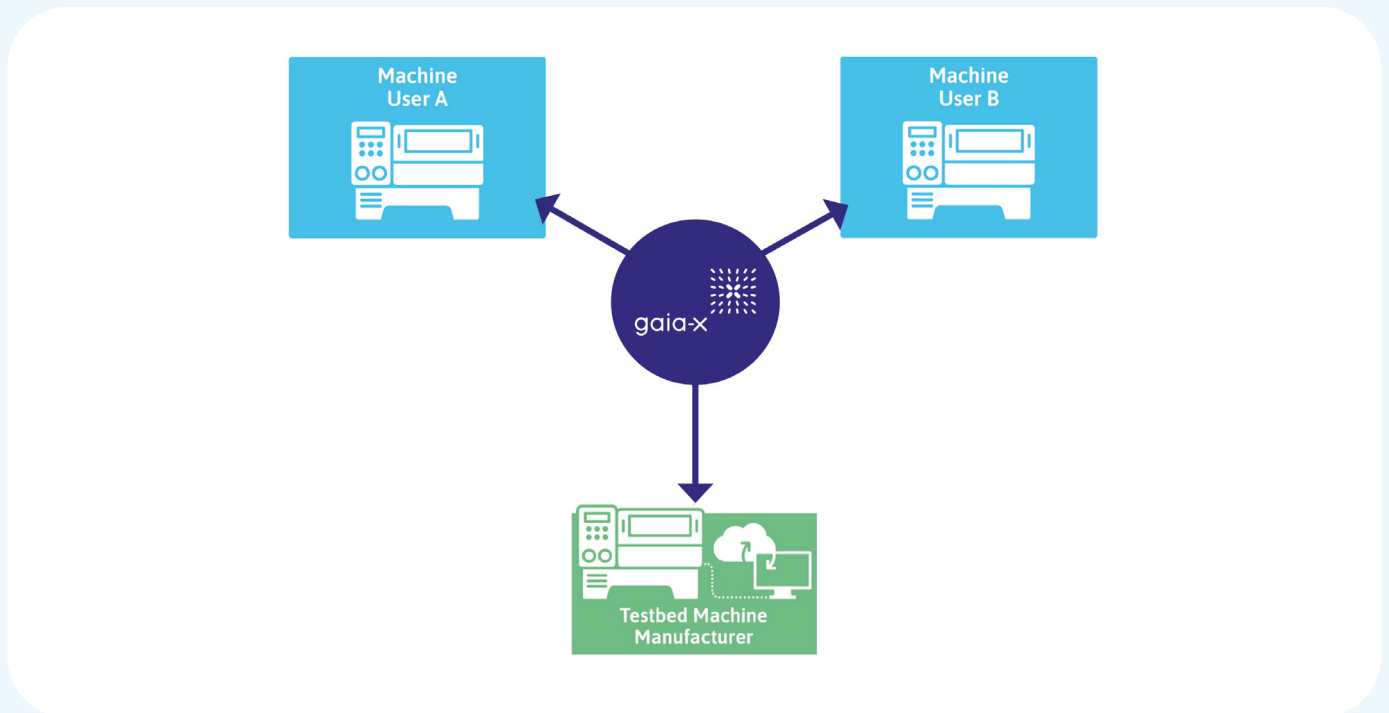 Machine
User A
Machine
User B
gaia-x
Testbed Machine
Manufacturer